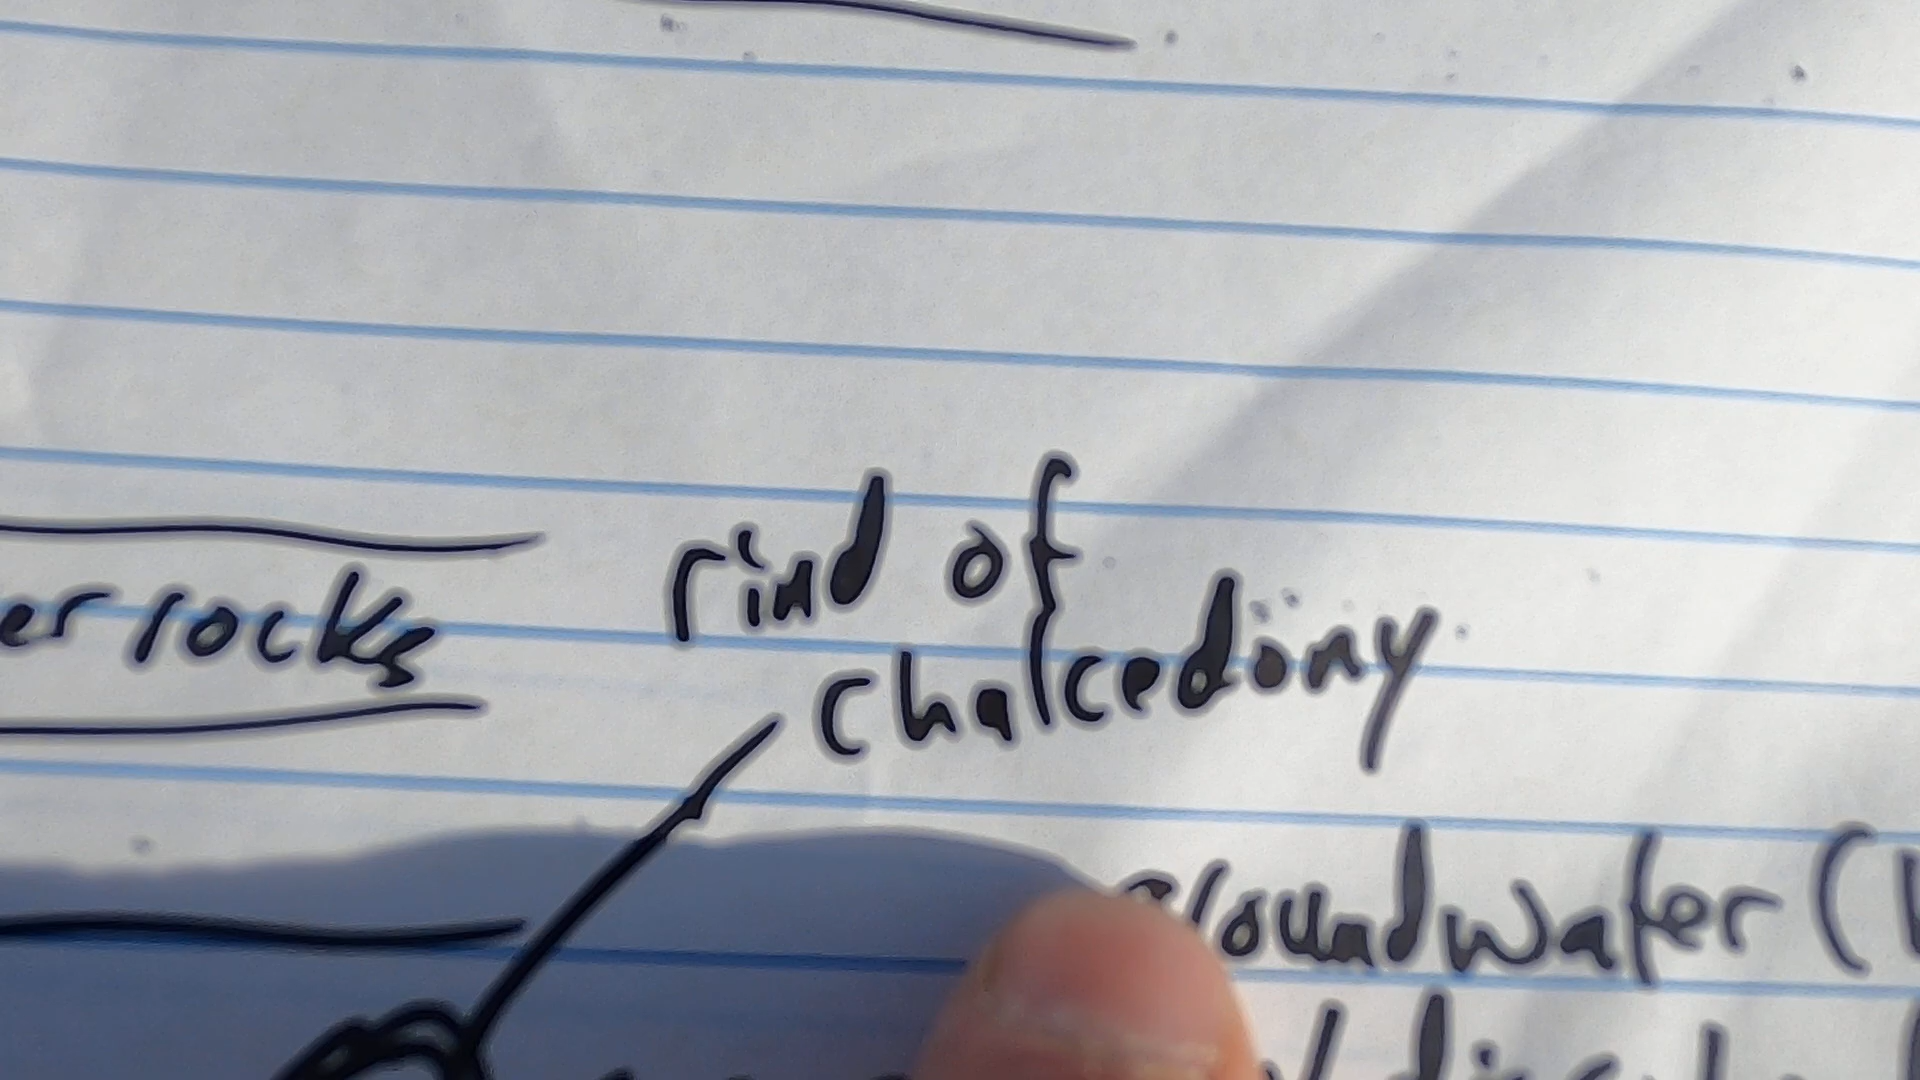 rind of
er rocks
chalcedony
groundwater (